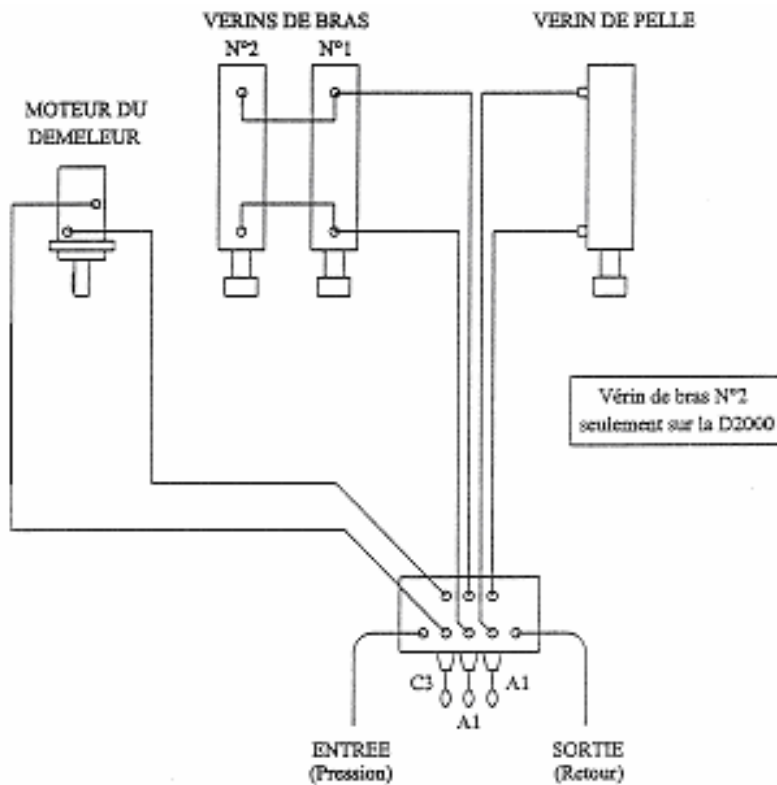 VERINS DE BRAS
N°2
N°1
VERIN DE PELLE
MOTEUR DU
DEMELEUR
Vérin de bras N°2
seulement sur la D2000
C3
A1
A1
ENTREE
(Pression)
SORTIE
(Retour)